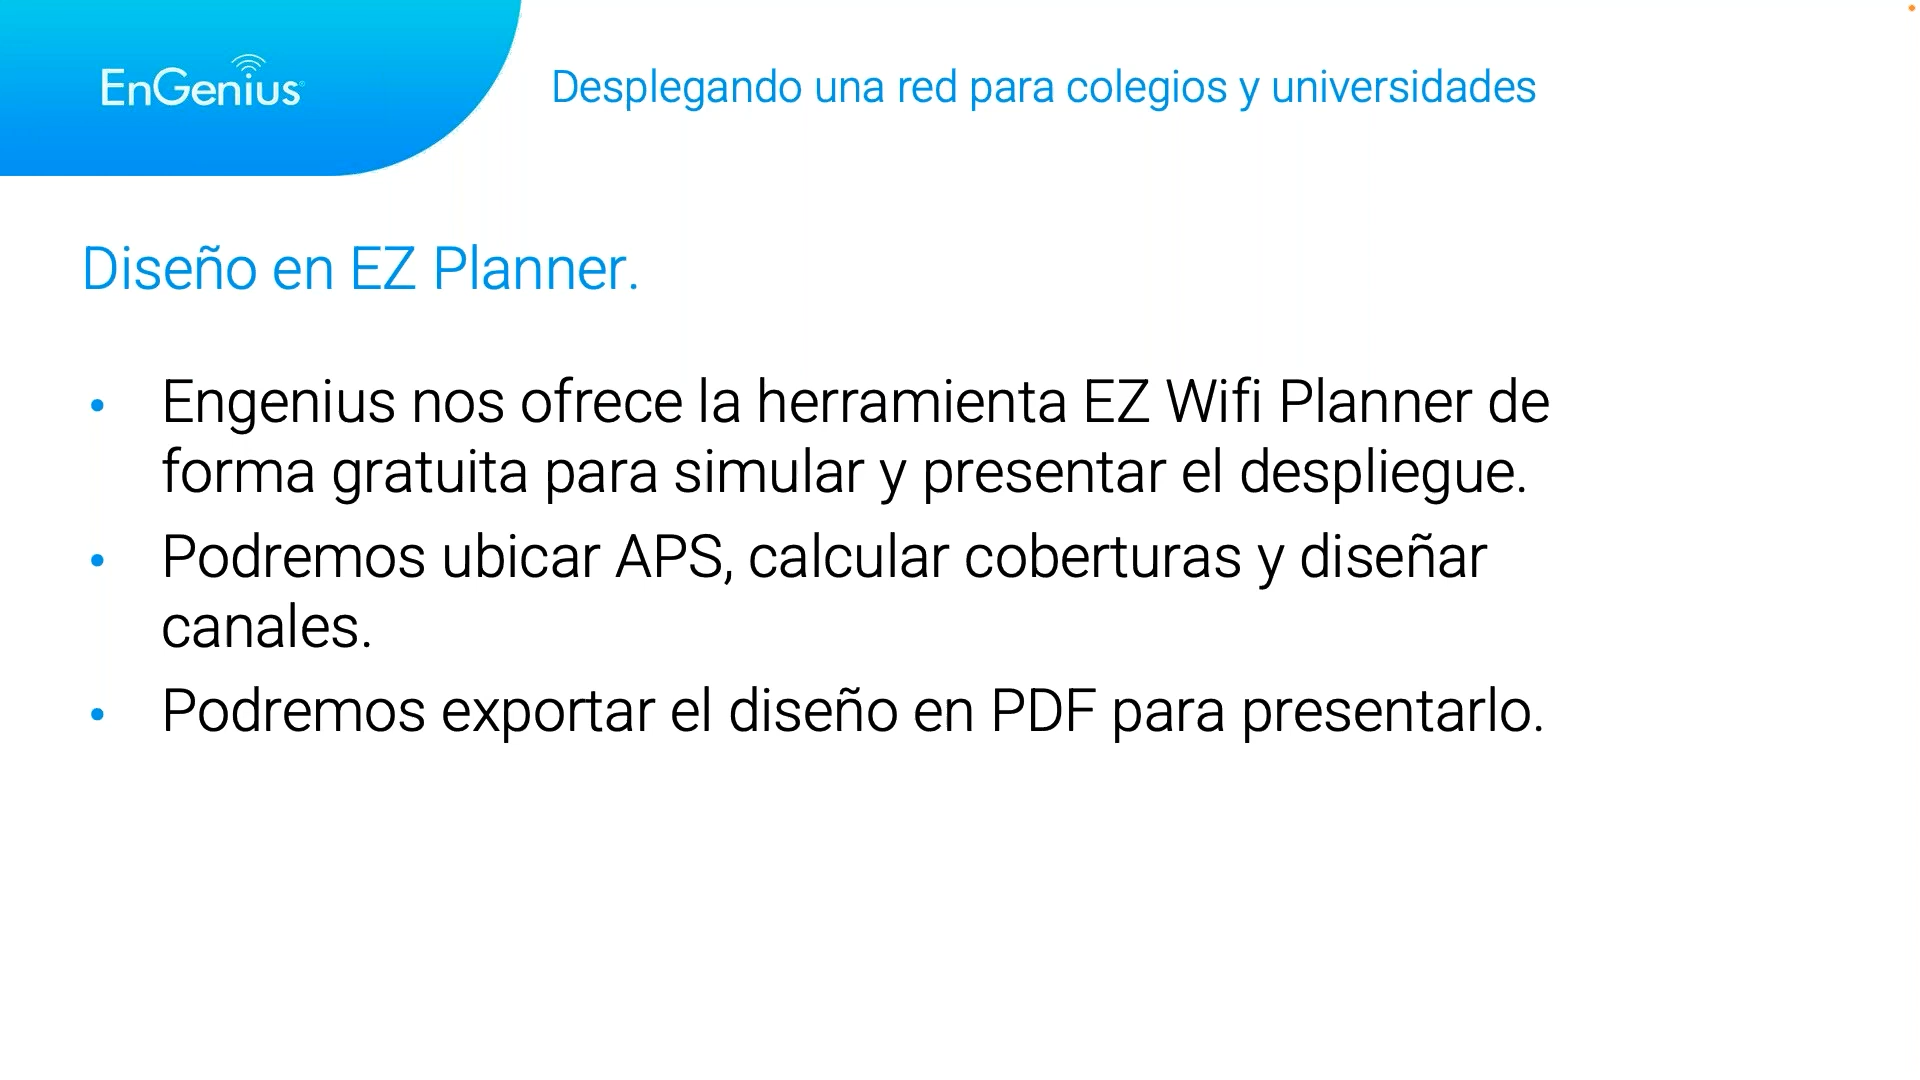 EnGenius
Desplegando una red para colegios y universidades
Diseño en EZ Planner.
• Engenius nos ofrece la herramienta EZ Wifi Planner de
forma gratuita para simular y presentar el despliegue.
• Podremos ubicar APS, calcular coberturas y diseñar
canales.
• Podremos exportar el diseño en PDF para presentarlo.